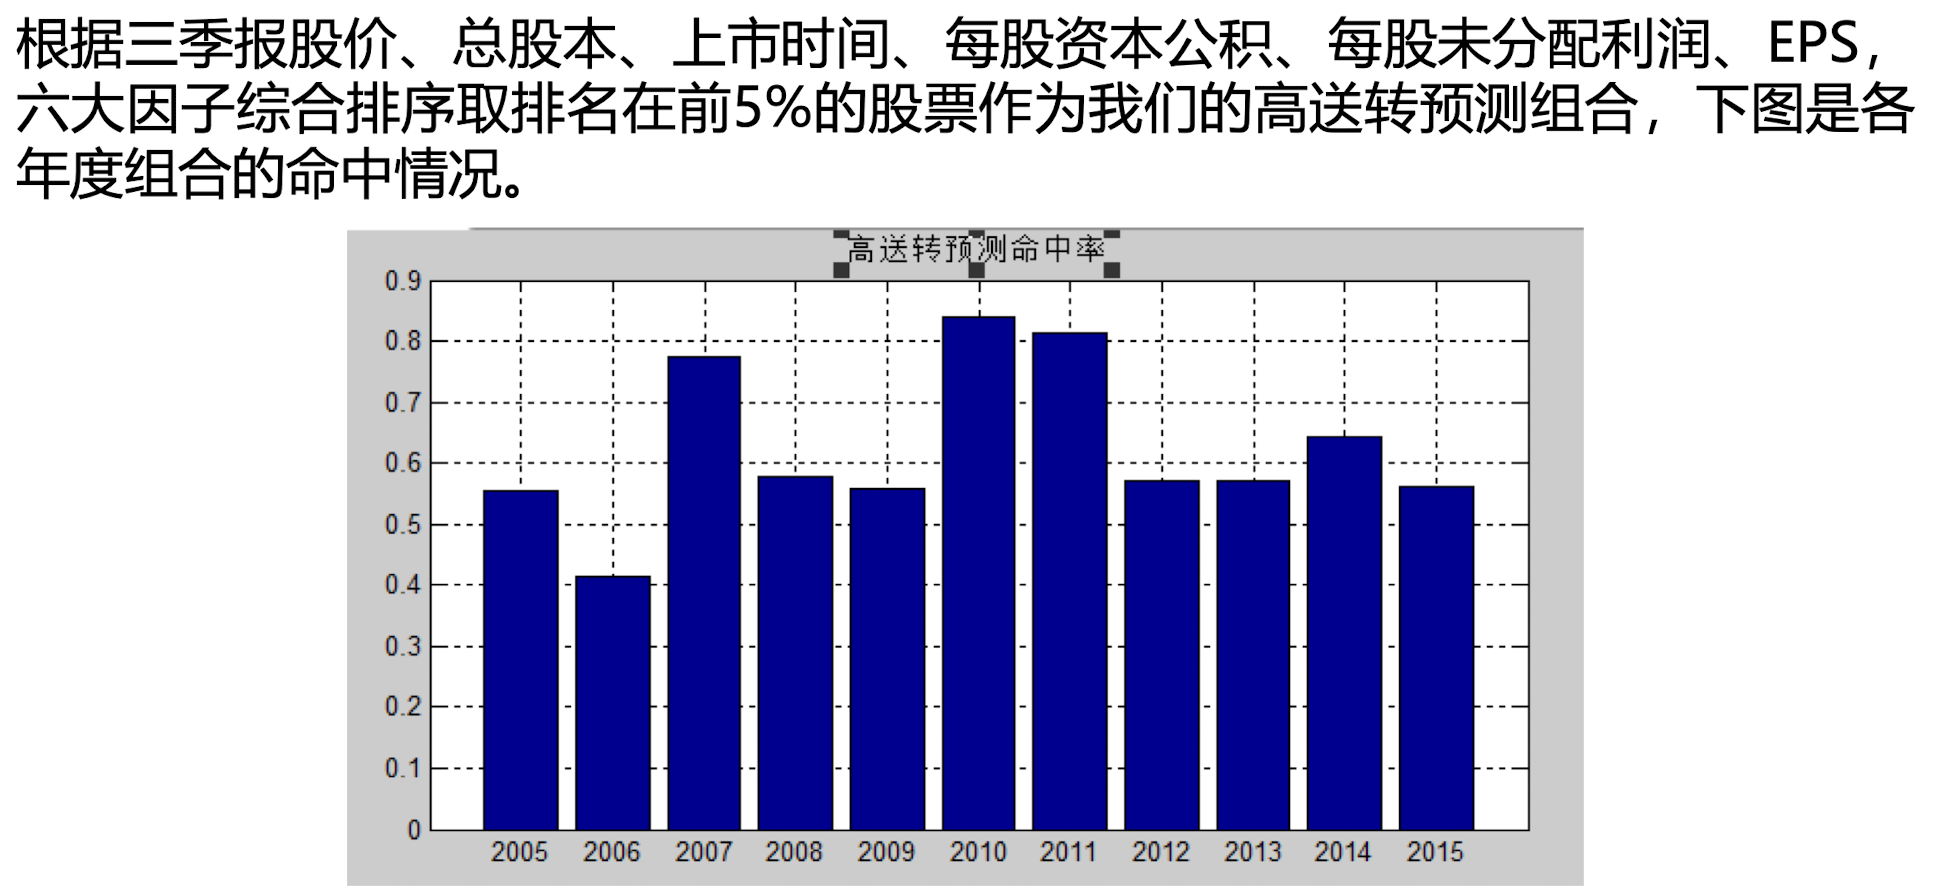 根据三季报股价、总股本、上市时间、每股资本公积、每股未分配利润、EPS，
六大因子综合排序取排名在前5%的股票作为我们的高送转预测组合，下图是各
年度组合的命中情况。
高送转预测命中率
0.9
0.8
0.7
0.6
0.5
0.4
0.3
0.2
0.1
0
2005 2006 2007 2008 2009 2010 2011 2012 2013 2014 2015